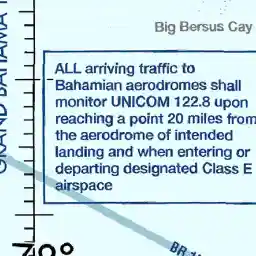 Big Bersus Cay
ALL arriving traffic to
Bahamian aerodromes shall
monitor UNICOM 122.8 upon
reaching a point 20 miles from
the aerodrome of intended
landing and when entering or
departing designated Class E
airspace
GRAND BAHAMA